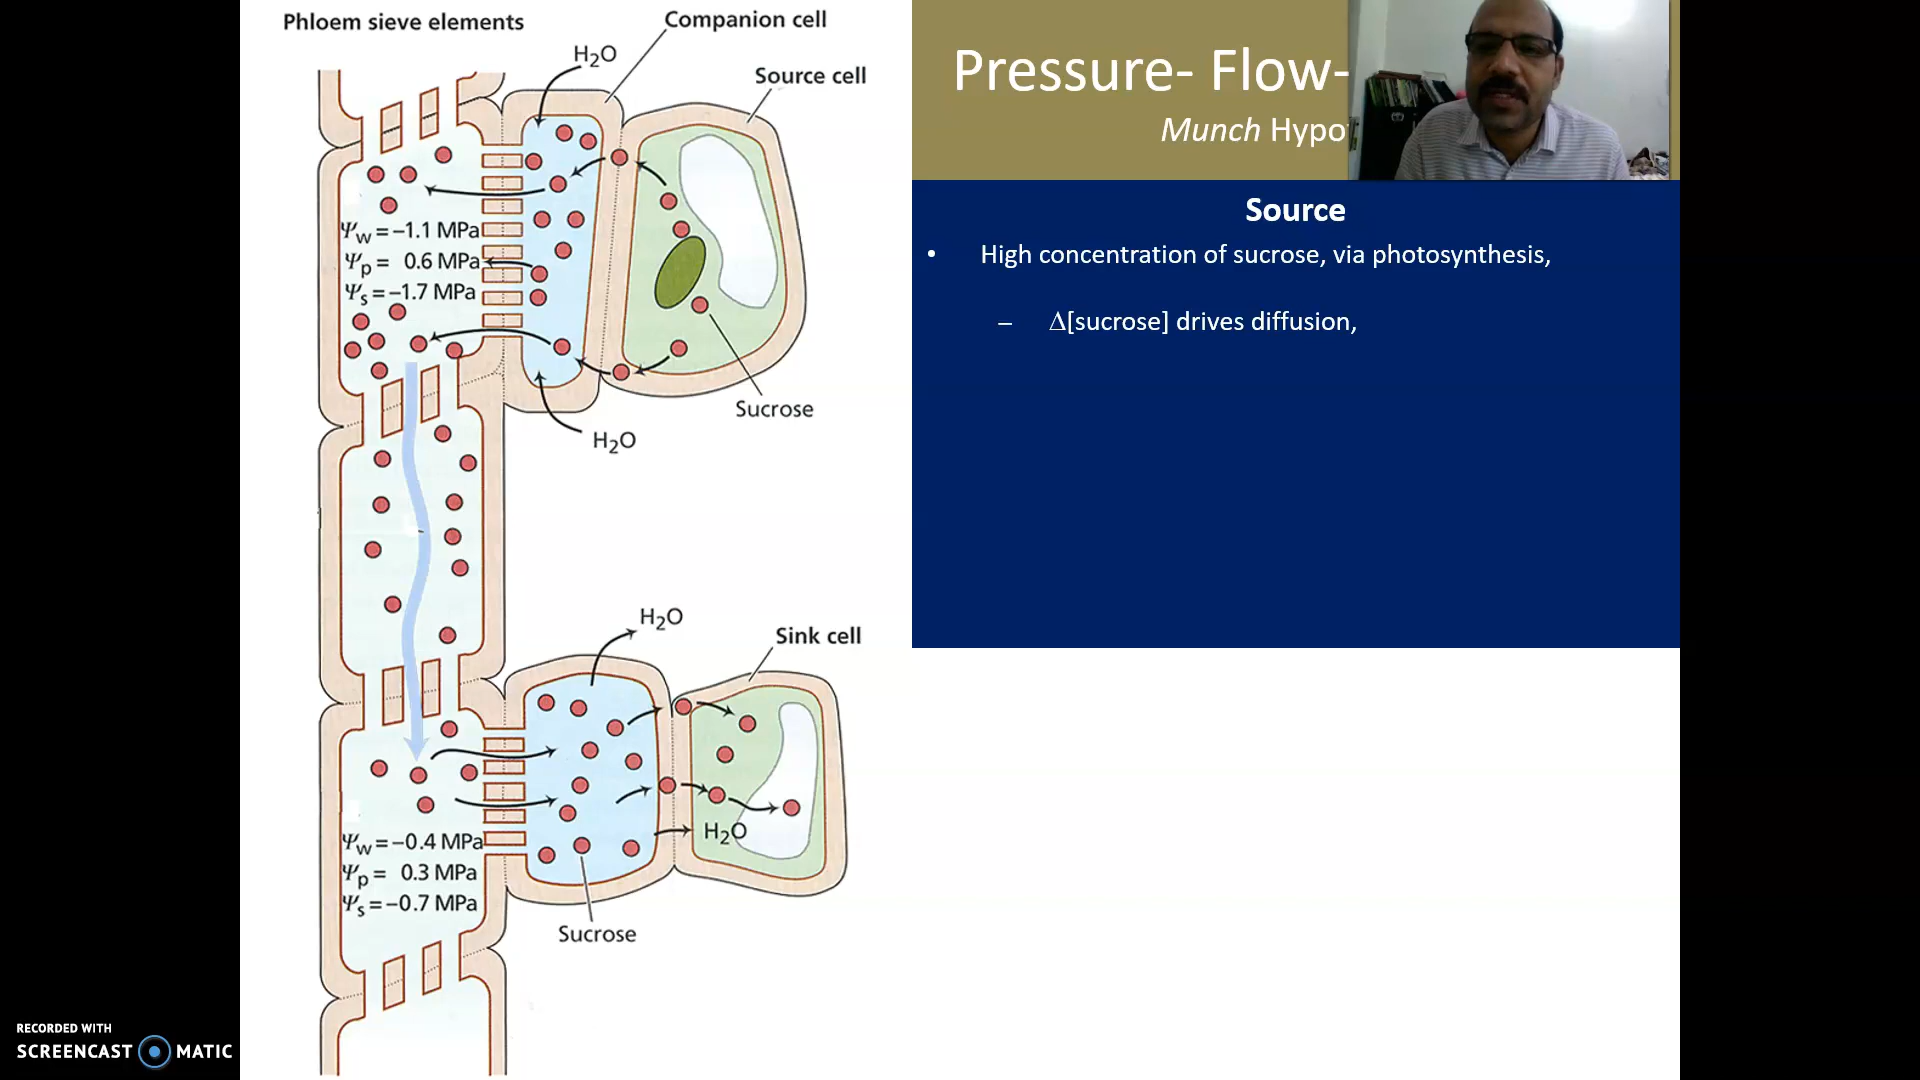 Phloem sieve elements
Companion cell
H₂O
Source cell
Ψw = –1.1 MPa
Ψp = 0.6 MPa
Ψs = –1.7 MPa
Sucrose
H₂O
H₂O
Sink cell
H₂O
Ψw = –0.4 MPa
Ψp = 0.3 MPa
Ψs = –0.7 MPa
Sucrose
Pressure- Flow-
Munch Hypo
Source
• High concentration of sucrose, via photosynthesis,
– Δ[sucrose] drives diffusion,
RECORDED WITH
SCREENCAST MATIC